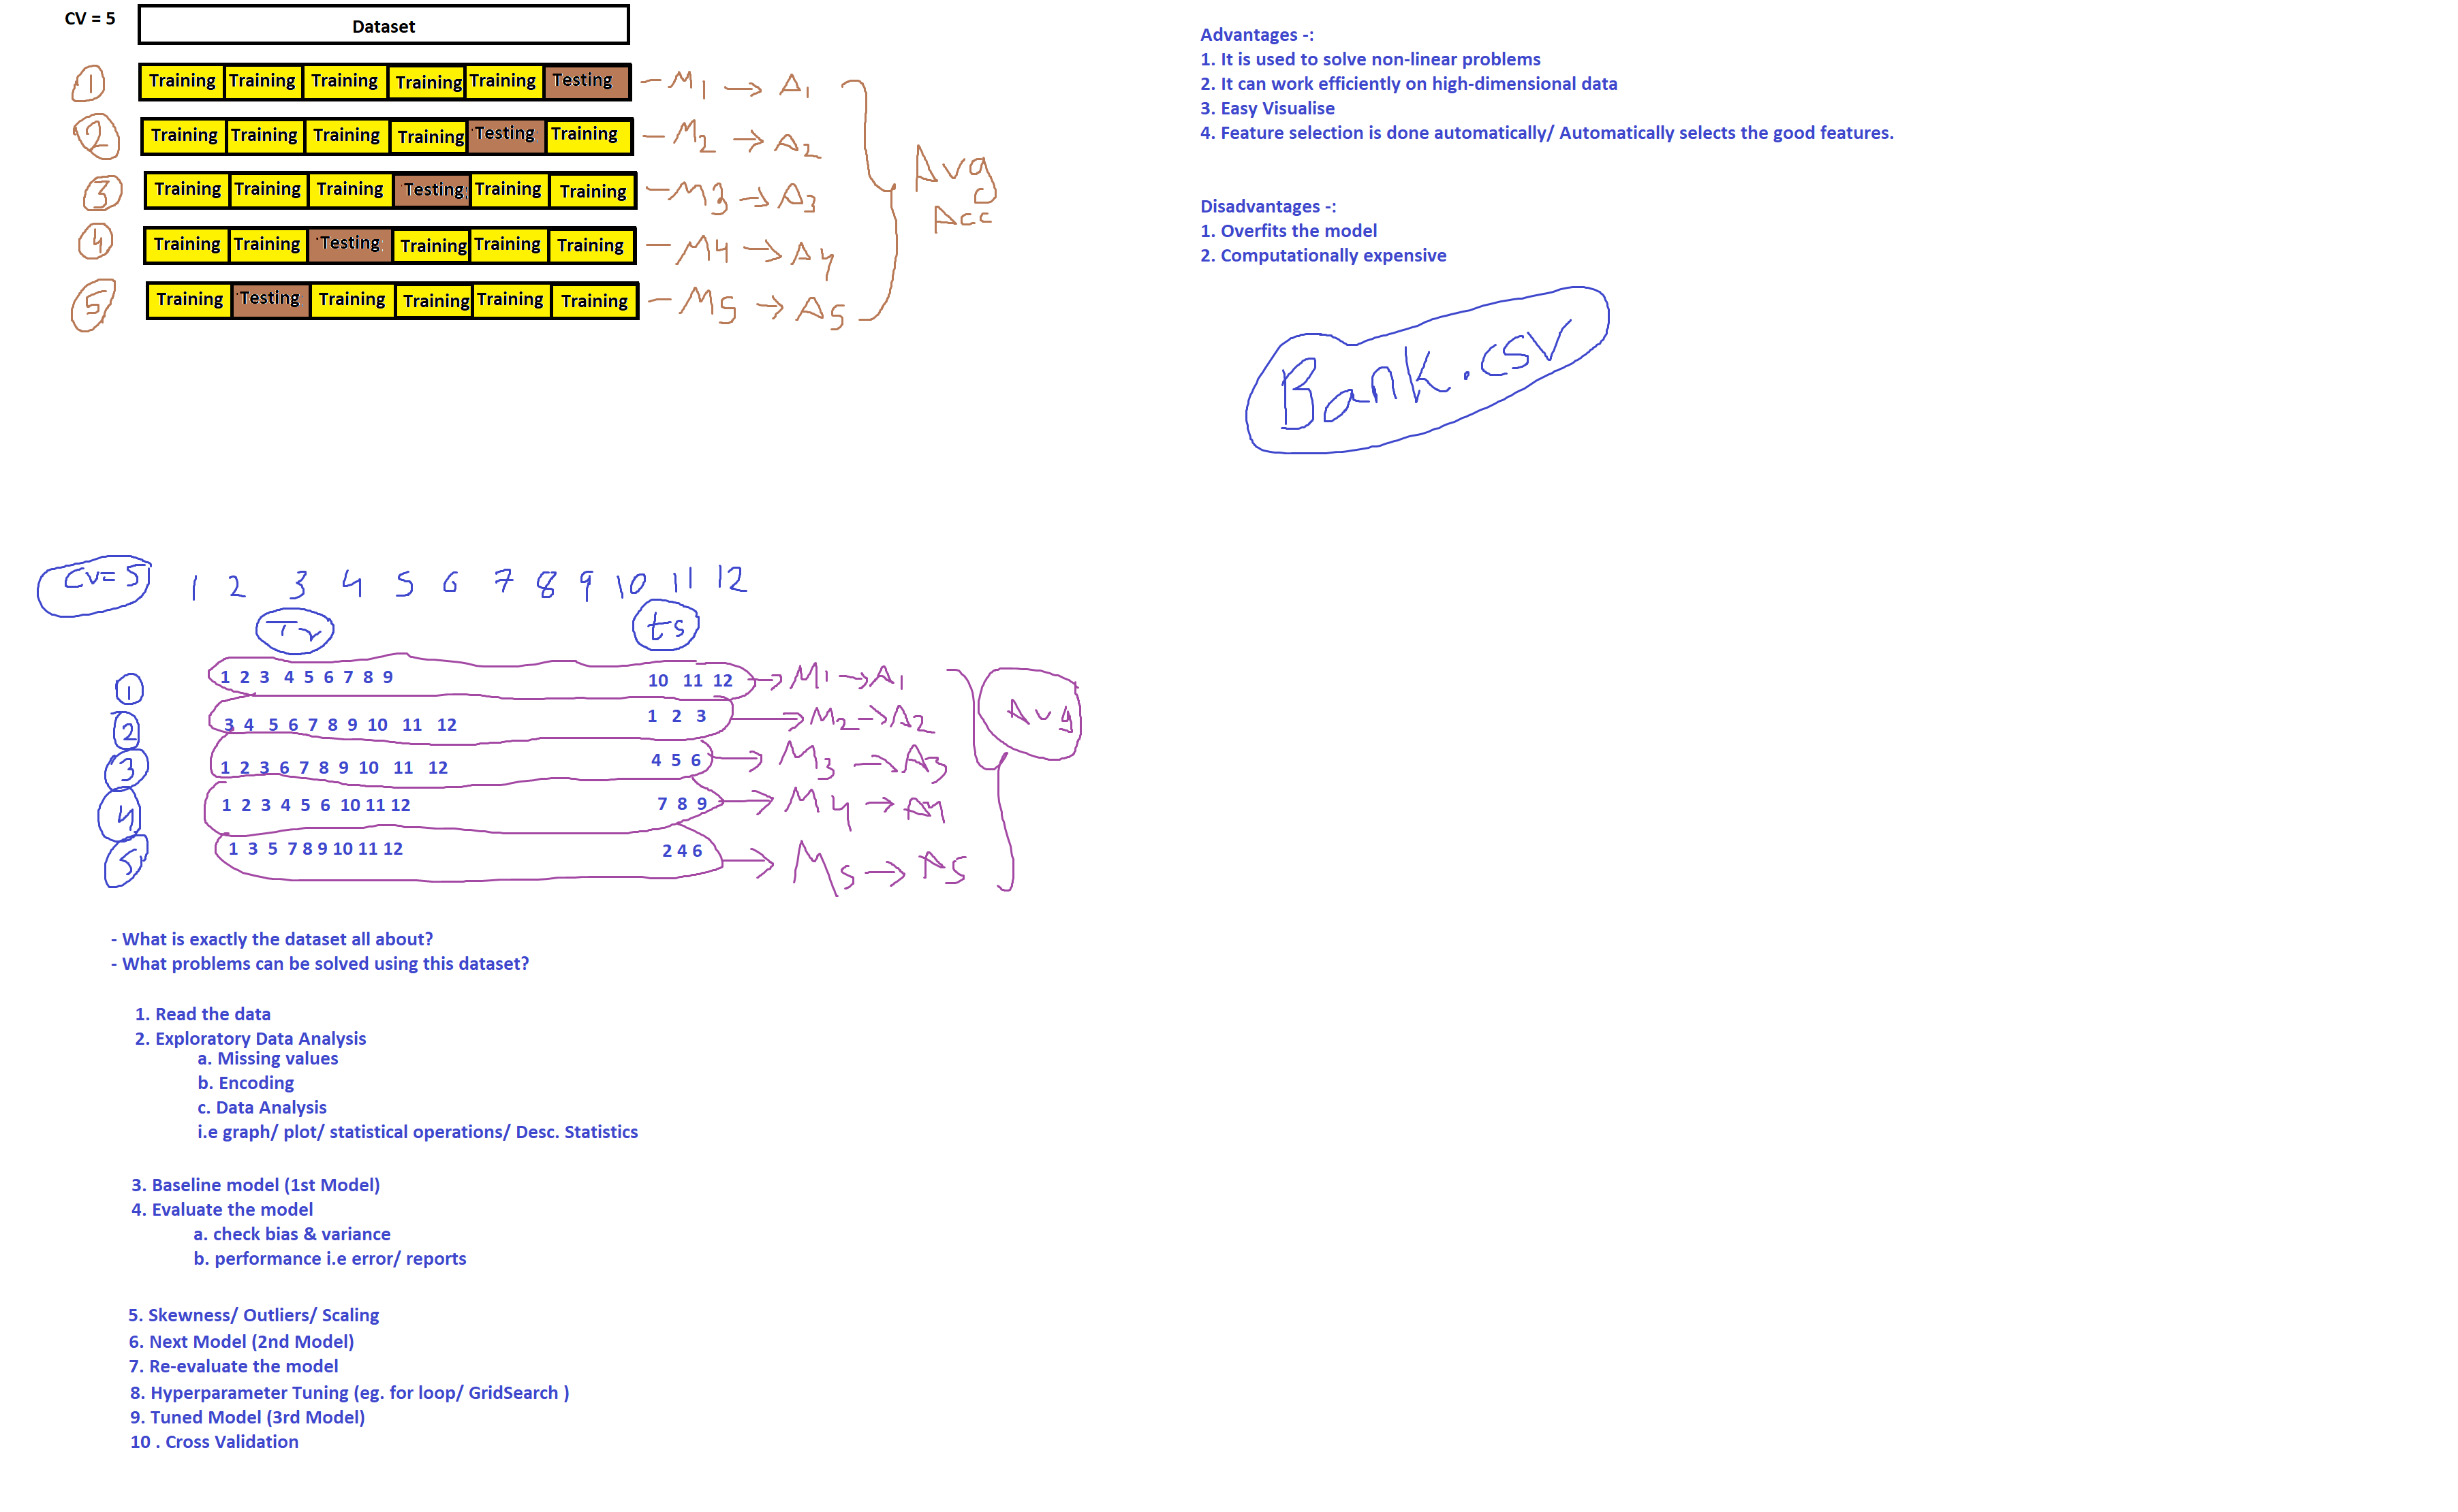 CV = 5
Dataset
1 Training Training Training Training Training Testing — M1 → A1
2 Training Training Training Training Testing Training — M2 → A2
3 Training Training Training Testing Training Training — M3 → A3
4 Training Training Testing Training Training Training — M4 → A4
5 Training Testing Training Training Training Training — M5 → A5
Avg
Acc
Advantages -:
1. It is used to solve non-linear problems
2. It can work efficiently on high-dimensional data
3. Easy Visualise
4. Feature selection is done automatically/ Automatically selects the good features.
Disadvantages -:
1. Overfits the model
2. Computationally expensive
Bank.csv
CV=5 1 2 3 4 5 6 7 8 9 10 11 12
Tr ts
1 1 2 3 4 5 6 7 8 9 10 11 12 → M1 → A1
2 3 4 5 6 7 8 9 10 11 12 1 2 3 → M2 → A2
3 1 2 3 6 7 8 9 10 11 12 4 5 6 → M3 → A3
4 1 2 3 4 5 6 10 11 12 7 8 9 → M4 → A4
5 1 3 5 7 8 9 10 11 12 2 4 6 → M5 → A5
Avg
- What is exactly the dataset all about?
- What problems can be solved using this dataset?
1. Read the data
2. Exploratory Data Analysis
a. Missing values
b. Encoding
c. Data Analysis
i.e graph/ plot/ statistical operations/ Desc. Statistics
3. Baseline model (1st Model)
4. Evaluate the model
a. check bias & variance
b. performance i.e error/ reports
5. Skewness/ Outliers/ Scaling
6. Next Model (2nd Model)
7. Re-evaluate the model
8. Hyperparameter Tuning (eg. for loop/ GridSearch )
9. Tuned Model (3rd Model)
10 . Cross Validation